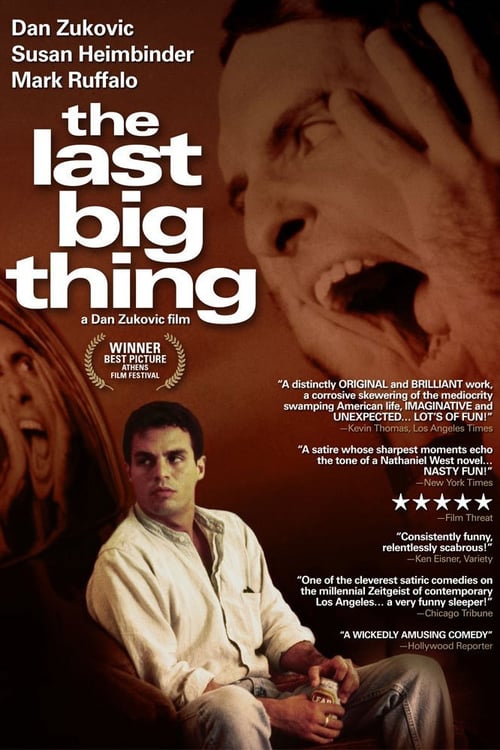 Dan Zukovic
Susan Heimbinder
Mark Ruffalo
the
last
big
thing
a Dan Zukovic film
WINNER
BEST PICTURE
ATHENS
FILM FESTIVAL
“A distinctly ORIGINAL and BRILLIANT work,
a corrosive skewering of the mediocrity
swamping American life, IMAGINATIVE and
UNEXPECTED... LOT'S OF FUN!”
—Kevin Thomas, Los Angeles Times
“A satire whose sharpest moments echo
the tone of a Nathaniel West novel...
NASTY FUN!”
—New York Times
★★★★★
—Film Threat
“Consistently funny,
relentlessly scabrous!”
—Ken Eisner, Variety
“One of the cleverest satiric comedies on
the millennial Zeitgeist of contemporary
Los Angeles... a very funny sleeper!”
—Chicago Tribune
“A WICKEDLY AMUSING COMEDY”
—Hollywood Reporter